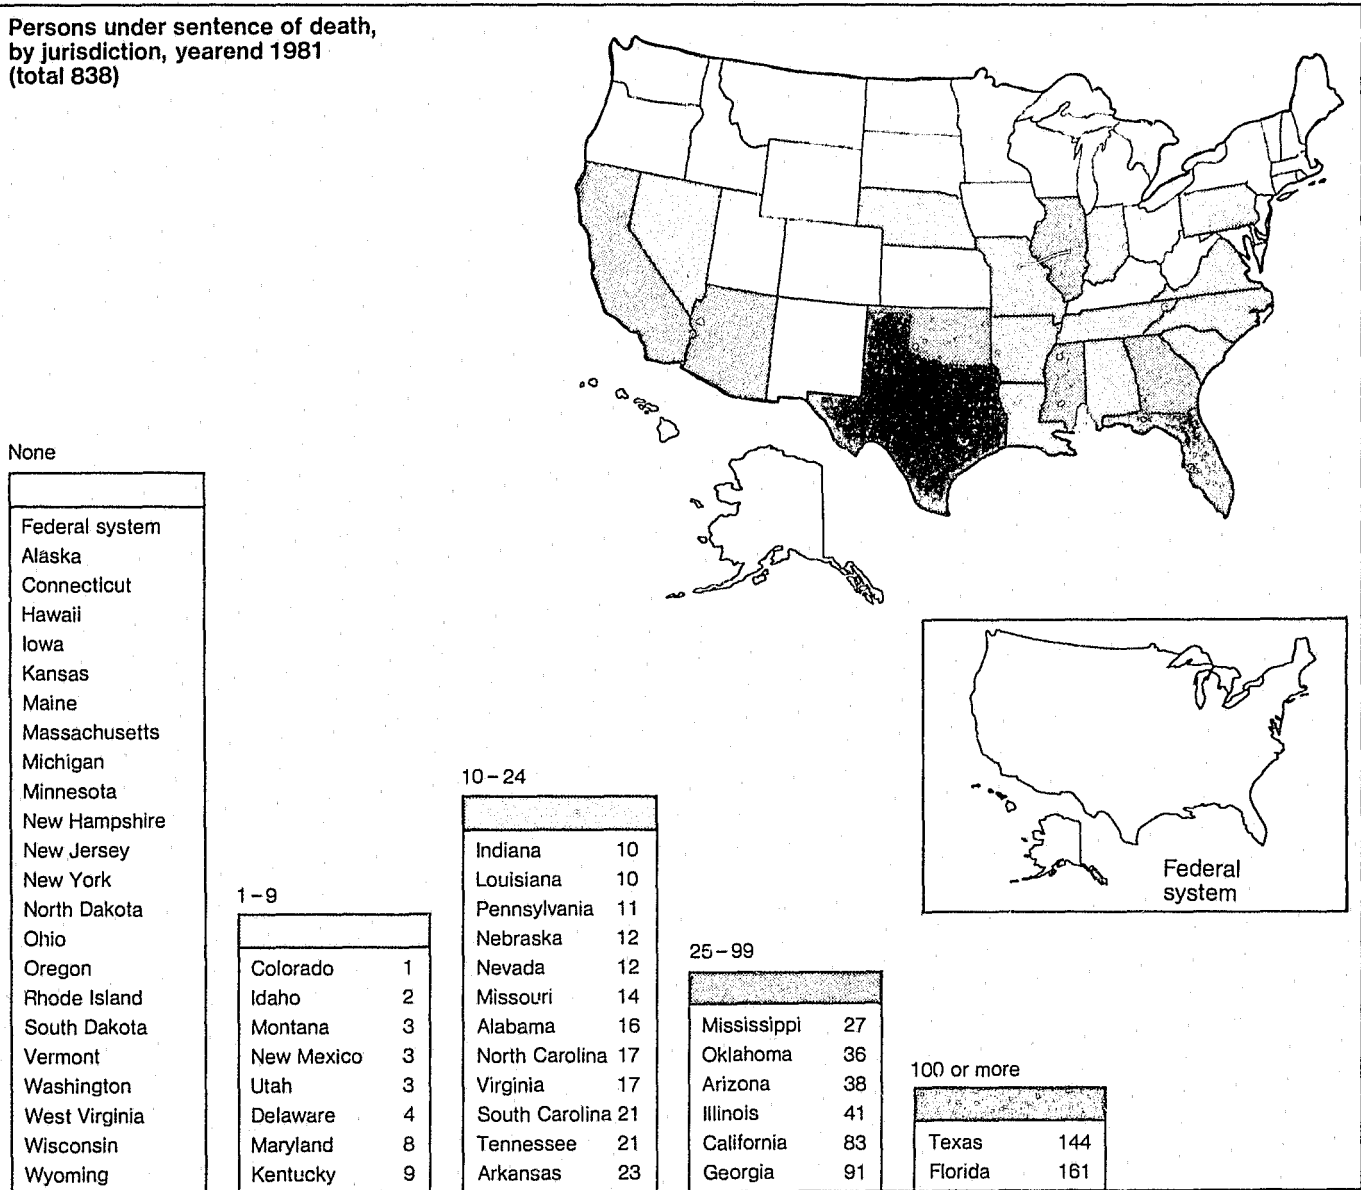 Persons under sentence of death,
by jurisdiction, yearend 1981
(total 838)
None
Federal system
Alaska
Connecticut
Hawaii
Iowa
Kansas
Maine
Massachusetts
Michigan
Minnesota
New Hampshire
New Jersey
New York
North Dakota
Ohio
Oregon
Rhode Island
South Dakota
Vermont
Washington
West Virginia
Wisconsin
Wyoming
1–9
Colorado 1
Idaho 2
Montana 3
New Mexico 3
Utah 3
Delaware 4
Maryland 8
Kentucky 9
10–24
Indiana 10
Louisiana 10
Pennsylvania 11
Nebraska 12
Nevada 12
Missouri 14
Alabama 16
North Carolina 17
Virginia 17
South Carolina 21
Tennessee 21
Arkansas 23
25–99
Mississippi 27
Oklahoma 36
Arizona 38
Illinois 41
California 83
Georgia 91
100 or more
Texas 144
Florida 161
Federal
system